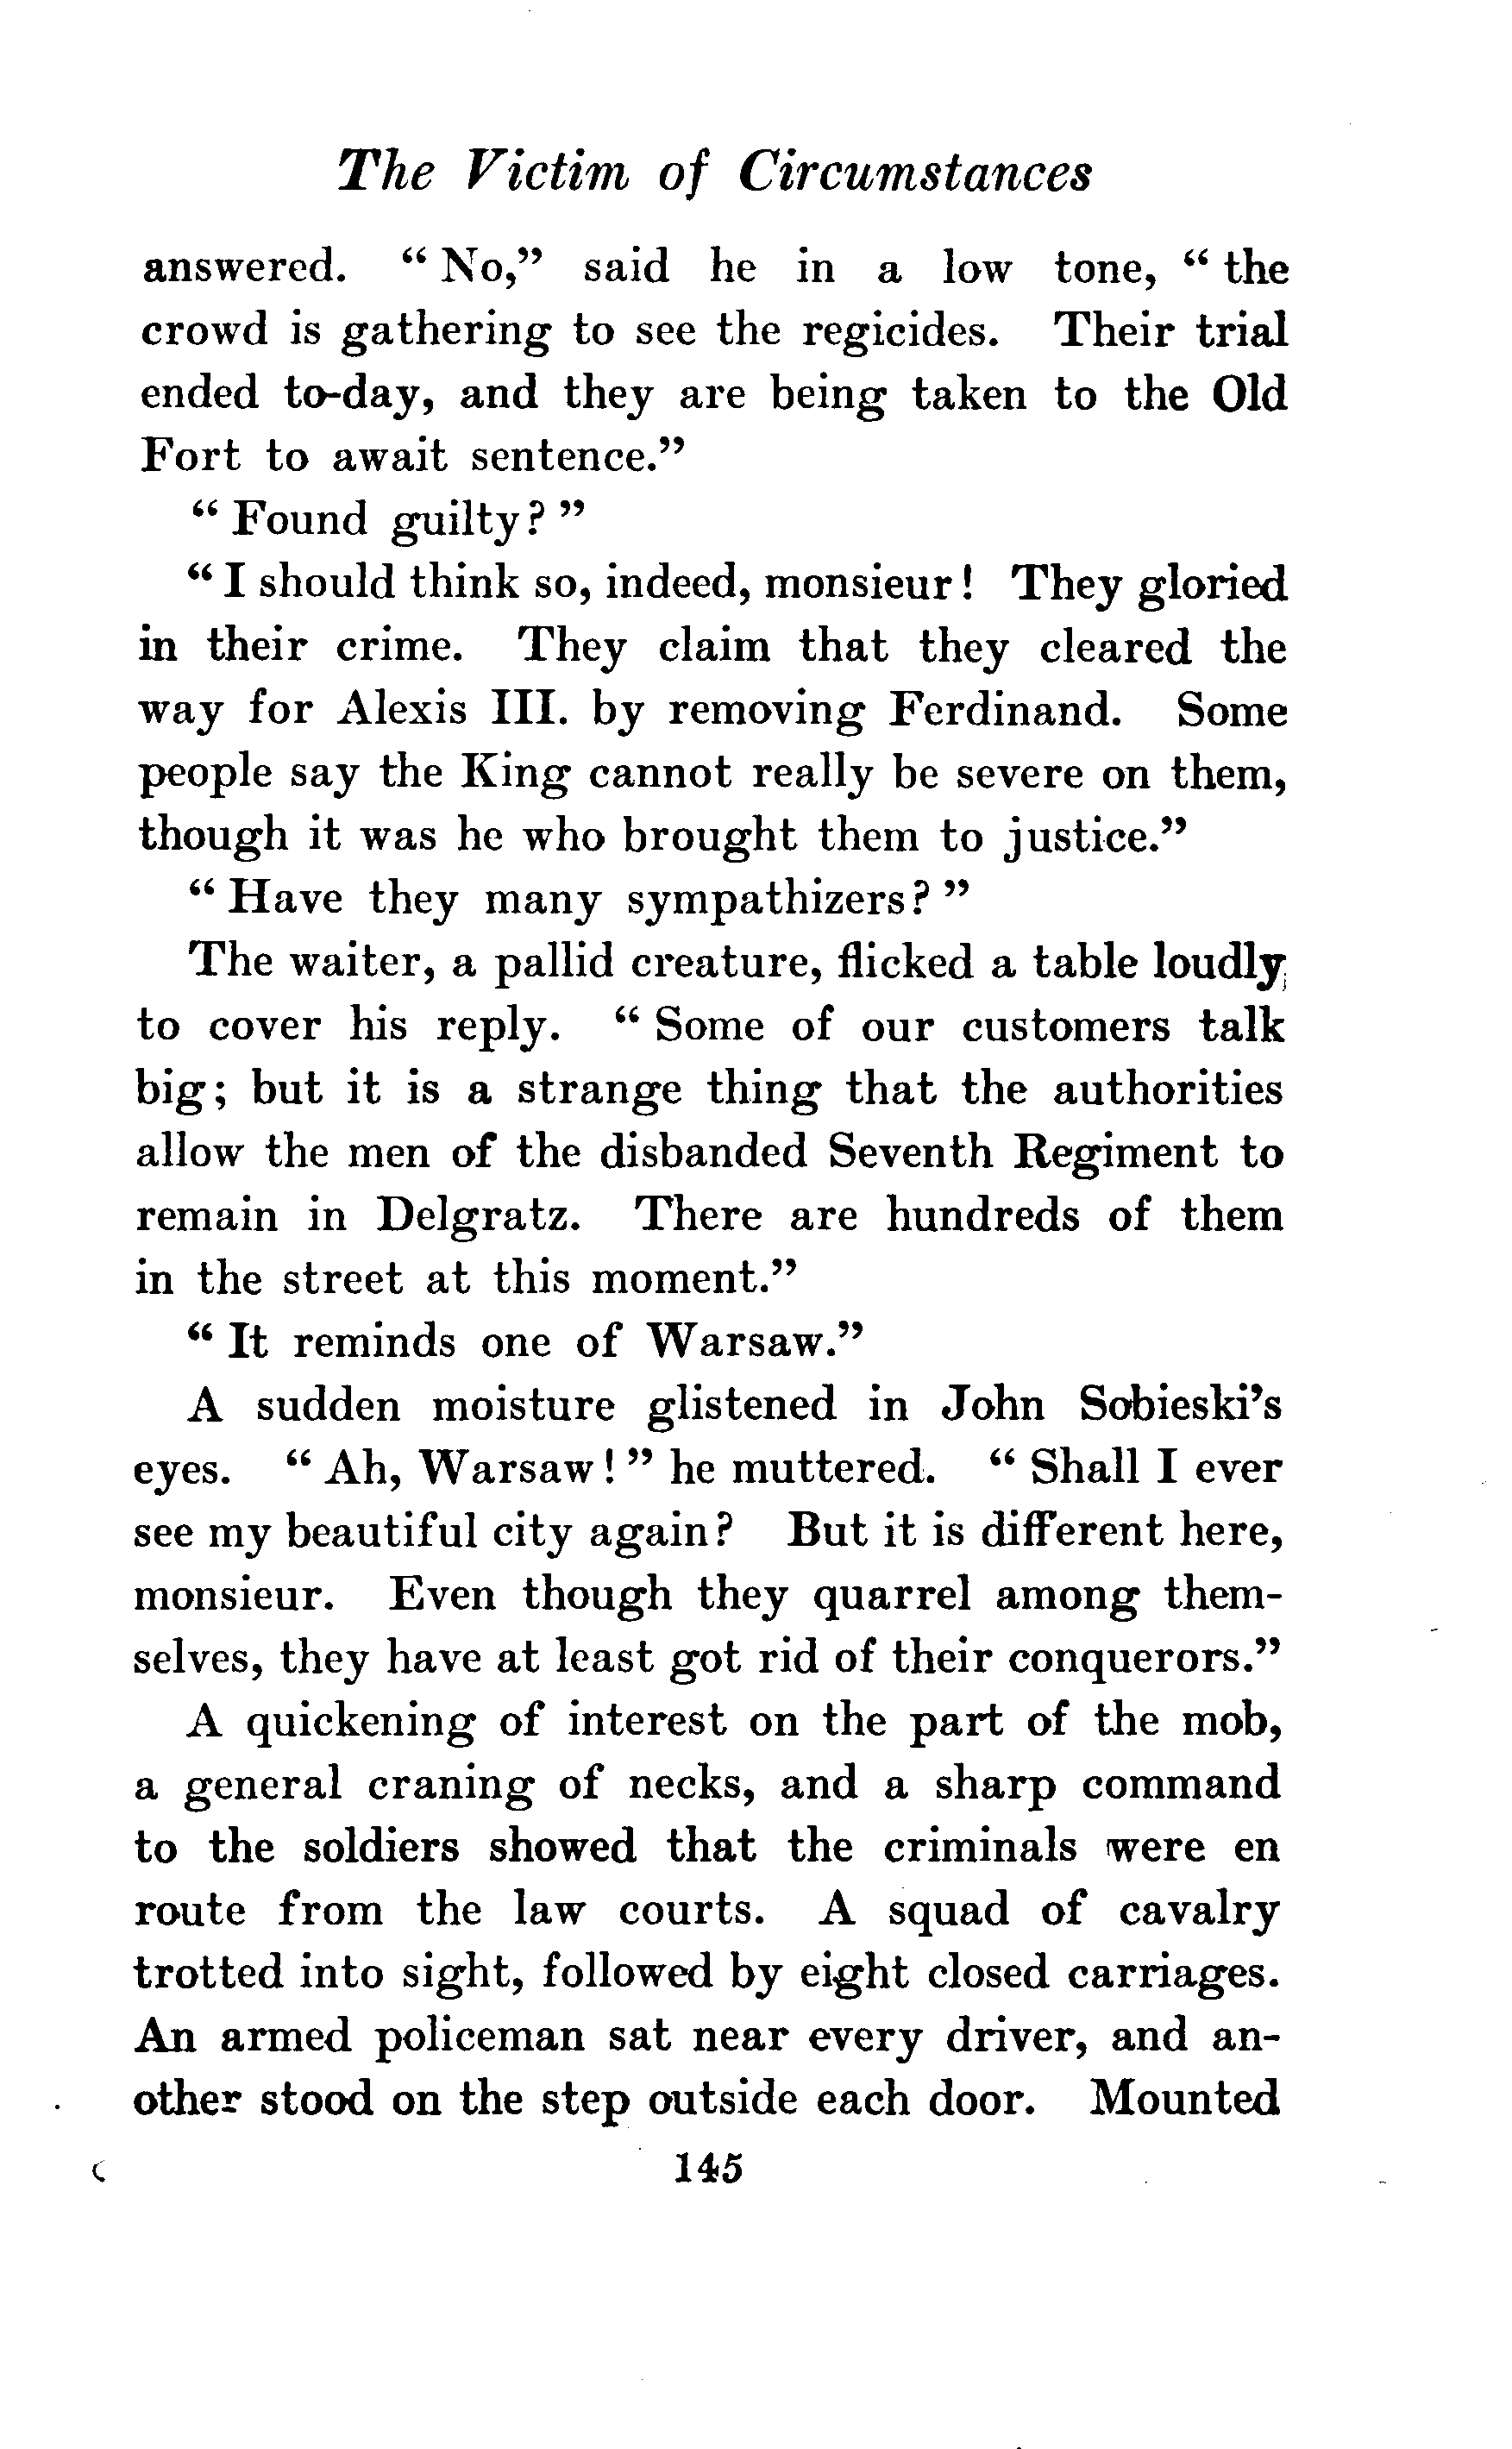 The Victim of Circumstances
answered. “ No,” said he in a low tone, “ the
crowd is gathering to see the regicides. Their trial
ended to-day, and they are being taken to the Old
Fort to await sentence.”
“ Found guilty? ”
“ I should think so, indeed, monsieur! They gloried
in their crime. They claim that they cleared the
way for Alexis III. by removing Ferdinand. Some
people say the King cannot really be severe on them,
though it was he who brought them to justice.”
“ Have they many sympathizers? ”
The waiter, a pallid creature, flicked a table loudly
to cover his reply. “ Some of our customers talk
big; but it is a strange thing that the authorities
allow the men of the disbanded Seventh Regiment to
remain in Delgratz. There are hundreds of them
in the street at this moment.”
“ It reminds one of Warsaw.”
A sudden moisture glistened in John Sobieski’s
eyes. “ Ah, Warsaw! ” he muttered. “ Shall I ever
see my beautiful city again? But it is different here,
monsieur. Even though they quarrel among them-
selves, they have at least got rid of their conquerors.”
A quickening of interest on the part of the mob,
a general craning of necks, and a sharp command
to the soldiers showed that the criminals were en
route from the law courts. A squad of cavalry
trotted into sight, followed by eight closed carriages.
An armed policeman sat near every driver, and an-
other stood on the step outside each door. Mounted
145